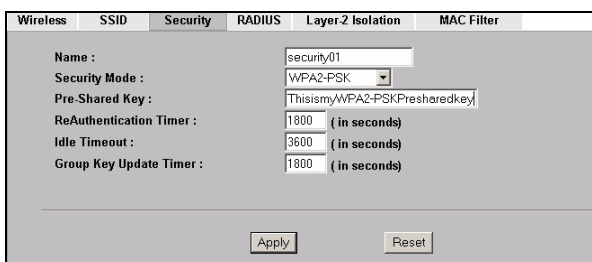 Wireless SSID Security RADIUS Layer-2 Isolation MAC Filter
Name : security01
Security Mode : WPA2-PSK
Pre-Shared Key : ThisismyWPA2-PSKPresharedkey
ReAuthentication Timer : 1800 ( in seconds)
Idle Timeout : 3600 ( in seconds)
Group Key Update Timer : 1800 ( in seconds)
Apply Reset